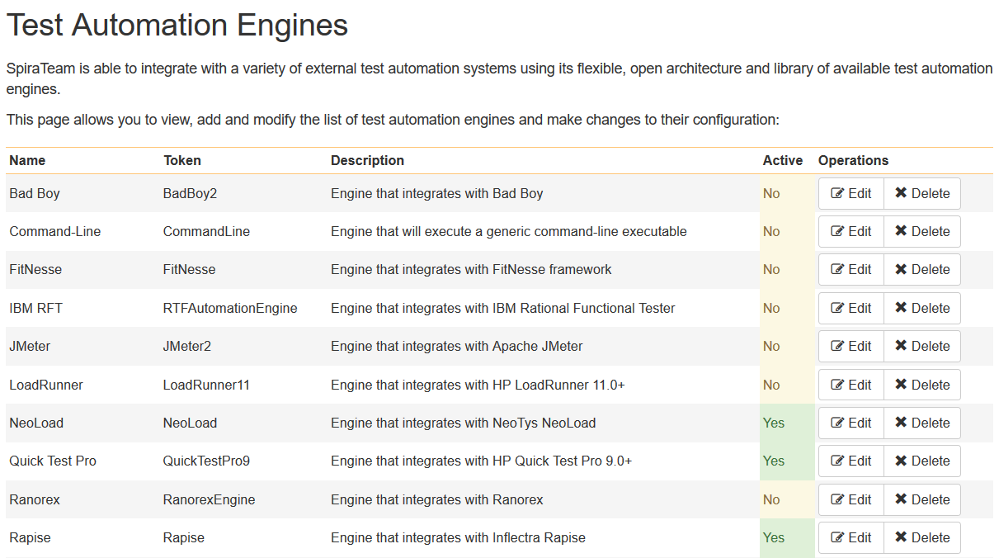 Test Automation Engines
SpiraTeam is able to integrate with a variety of external test automation systems using its flexible, open architecture and library of available test automation
engines.
This page allows you to view, add and modify the list of test automation engines and make changes to their configuration:
Name Token Description Active Operations
Bad Boy BadBoy2 Engine that integrates with Bad Boy No Edit Delete
Command-Line CommandLine Engine that will execute a generic command-line executable No Edit Delete
FitNesse FitNesse Engine that integrates with FitNesse framework No Edit Delete
IBM RFT RTFAutomationEngine Engine that integrates with IBM Rational Functional Tester No Edit Delete
JMeter JMeter2 Engine that integrates with Apache JMeter No Edit Delete
LoadRunner LoadRunner11 Engine that integrates with HP LoadRunner 11.0+ No Edit Delete
NeoLoad NeoLoad Engine that integrates with NeoTys NeoLoad Yes Edit Delete
Quick Test Pro QuickTestPro9 Engine that integrates with HP Quick Test Pro 9.0+ Yes Edit Delete
Ranorex RanorexEngine Engine that integrates with Ranorex No Edit Delete
Rapise Rapise Engine that integrates with Inflectra Rapise Yes Edit Delete